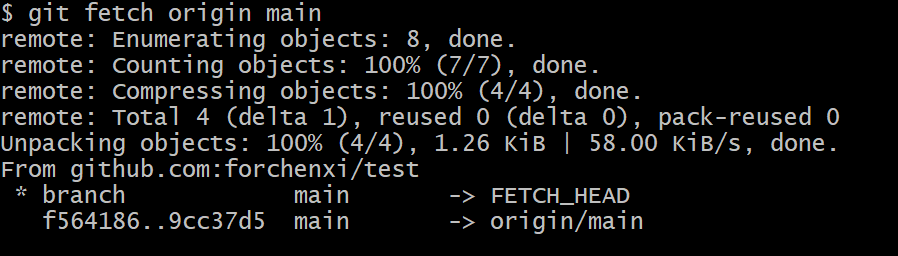 $ git fetch origin main
remote: Enumerating objects: 8, done.
remote: Counting objects: 100% (7/7), done.
remote: Compressing objects: 100% (4/4), done.
remote: Total 4 (delta 1), reused 0 (delta 0), pack-reused 0
Unpacking objects: 100% (4/4), 1.26 KiB | 58.00 KiB/s, done.
From github.com:forchenxi/test
 * branch            main       -> FETCH_HEAD
   f564186..9cc37d5  main       -> origin/main